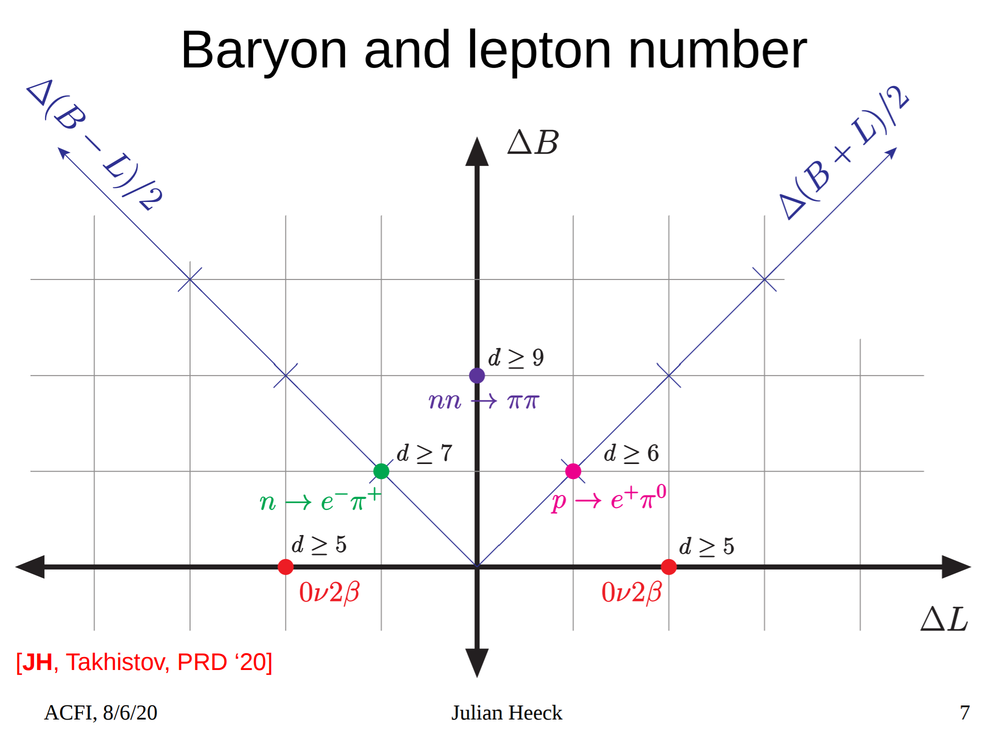 Baryon and lepton number
Δ(B − L)/2
Δ(B + L)/2
ΔB
d ≥ 9
nn → ππ
d ≥ 7
d ≥ 6
n → e⁻π⁺
p → e⁺π⁰
d ≥ 5
d ≥ 5
0ν2β
0ν2β
ΔL
[JH, Takhistov, PRD ‘20]
ACFI, 8/6/20
Julian Heeck
7